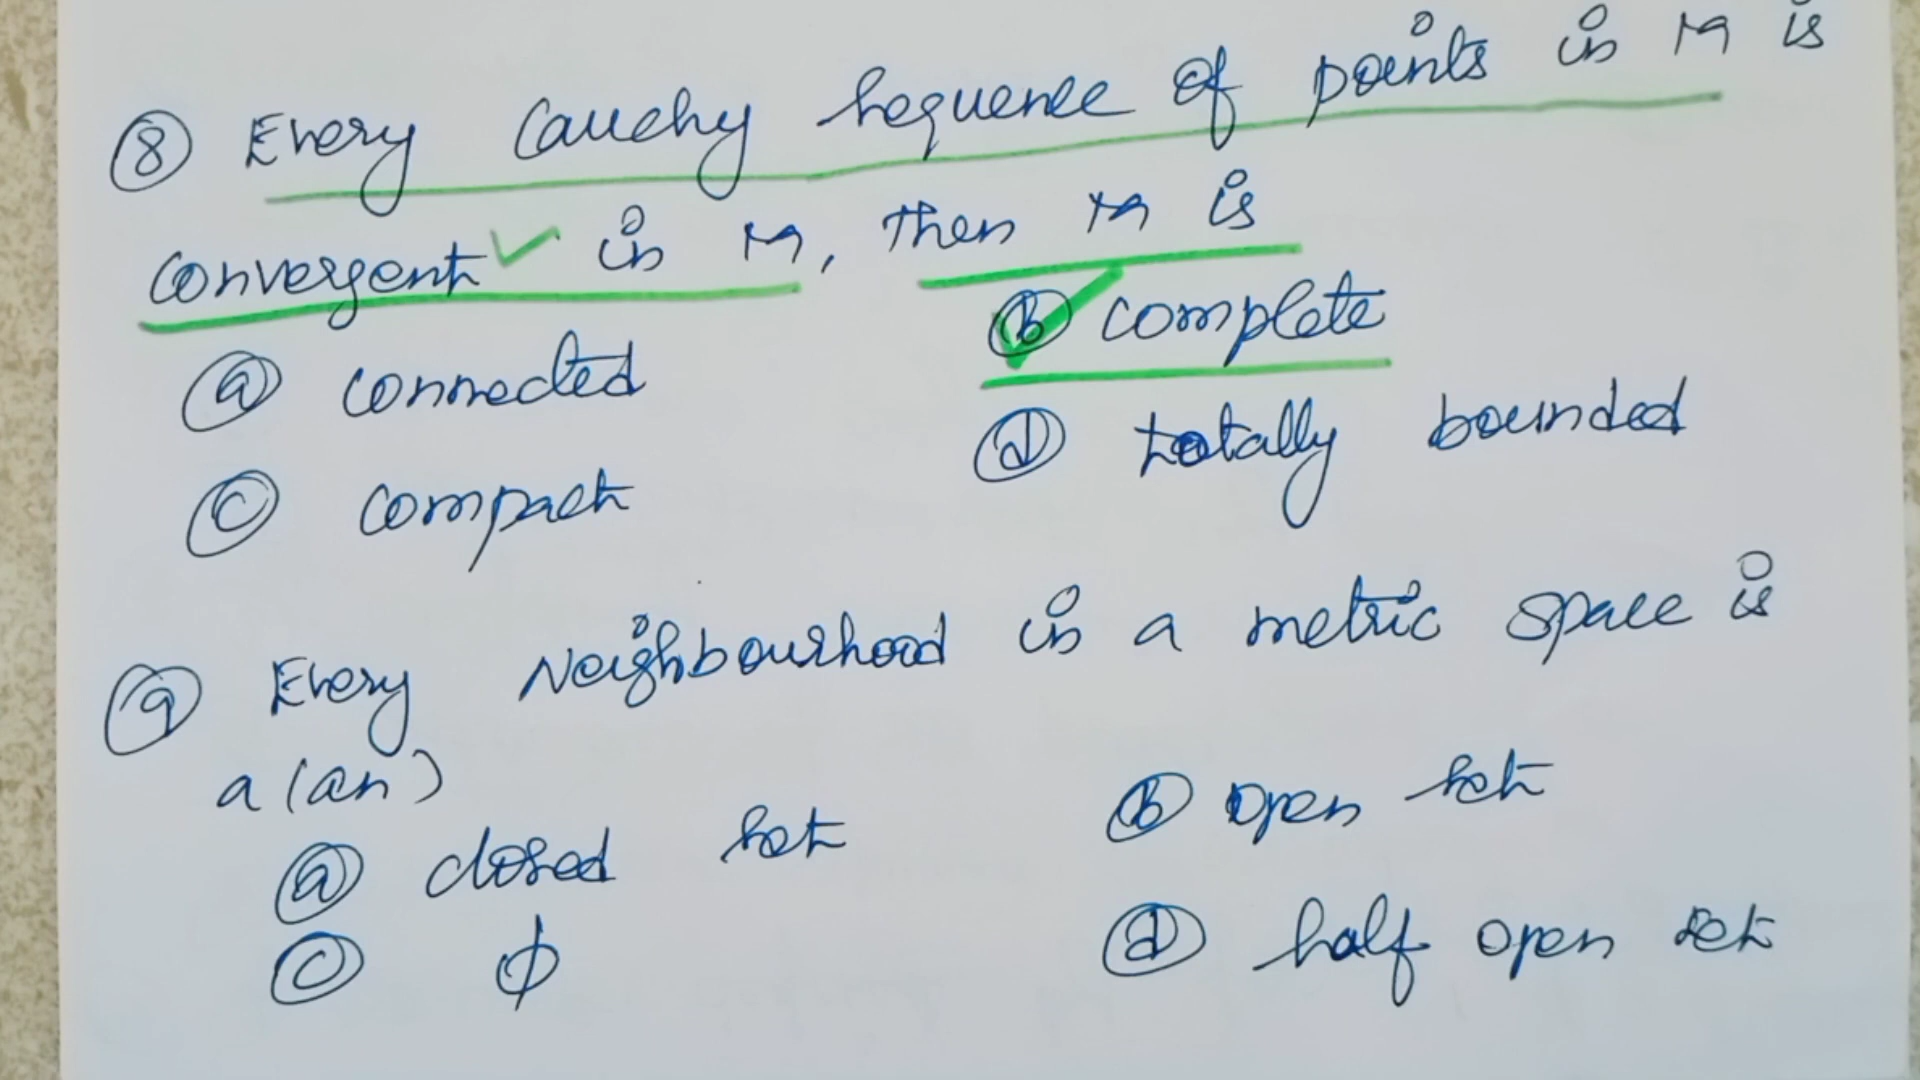 8 Every Cauchy sequence of points in M is
convergent in M, then M is
a connected b complete
c compact d totally bounded
9 Every Neighbourhood in a metric space is
a (an)
a closed set b open set
c ϕ d half open set